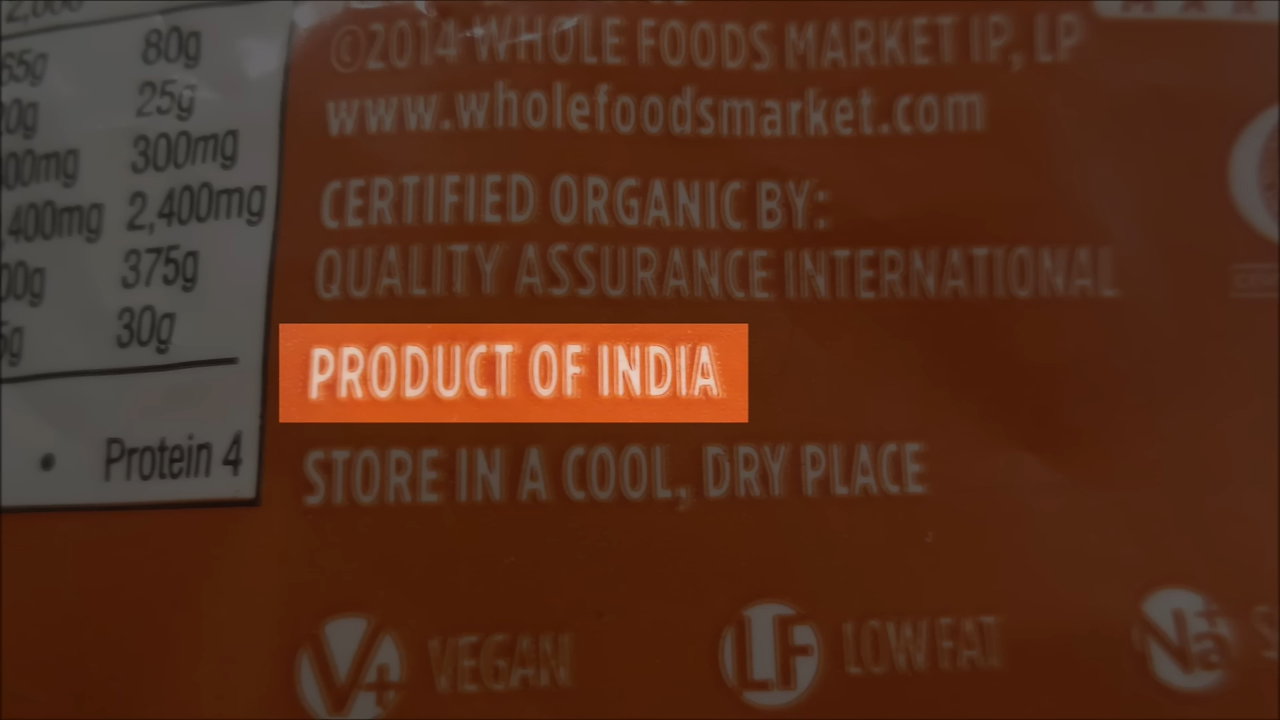 80g
25g
300mg
2,400mg
375g
30g
• Protein 4
©2014 WHOLE FOODS MARKET IP, LP
www.wholefoodsmarket.com
CERTIFIED ORGANIC BY:
QUALITY ASSURANCE INTERNATIONAL
PRODUCT OF INDIA
STORE IN A COOL, DRY PLACE
V+ VEGAN
LF LOW FAT
Na+